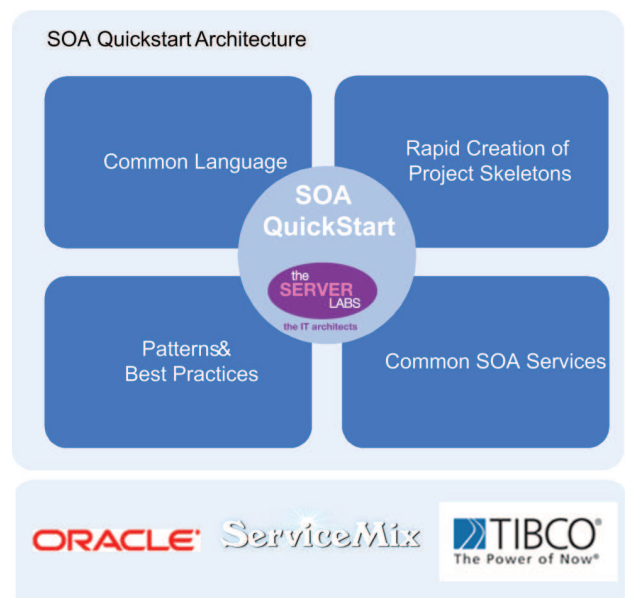 SOA Quickstart Architecture
Common Language
Rapid Creation of
Project Skeletons
SOA
QuickStart
the
SERVER
LABS
the IT architects
Patterns&
Best Practices
Common SOA Services
ORACLE®
ServiceMix
TIBCO®
The Power of Now®